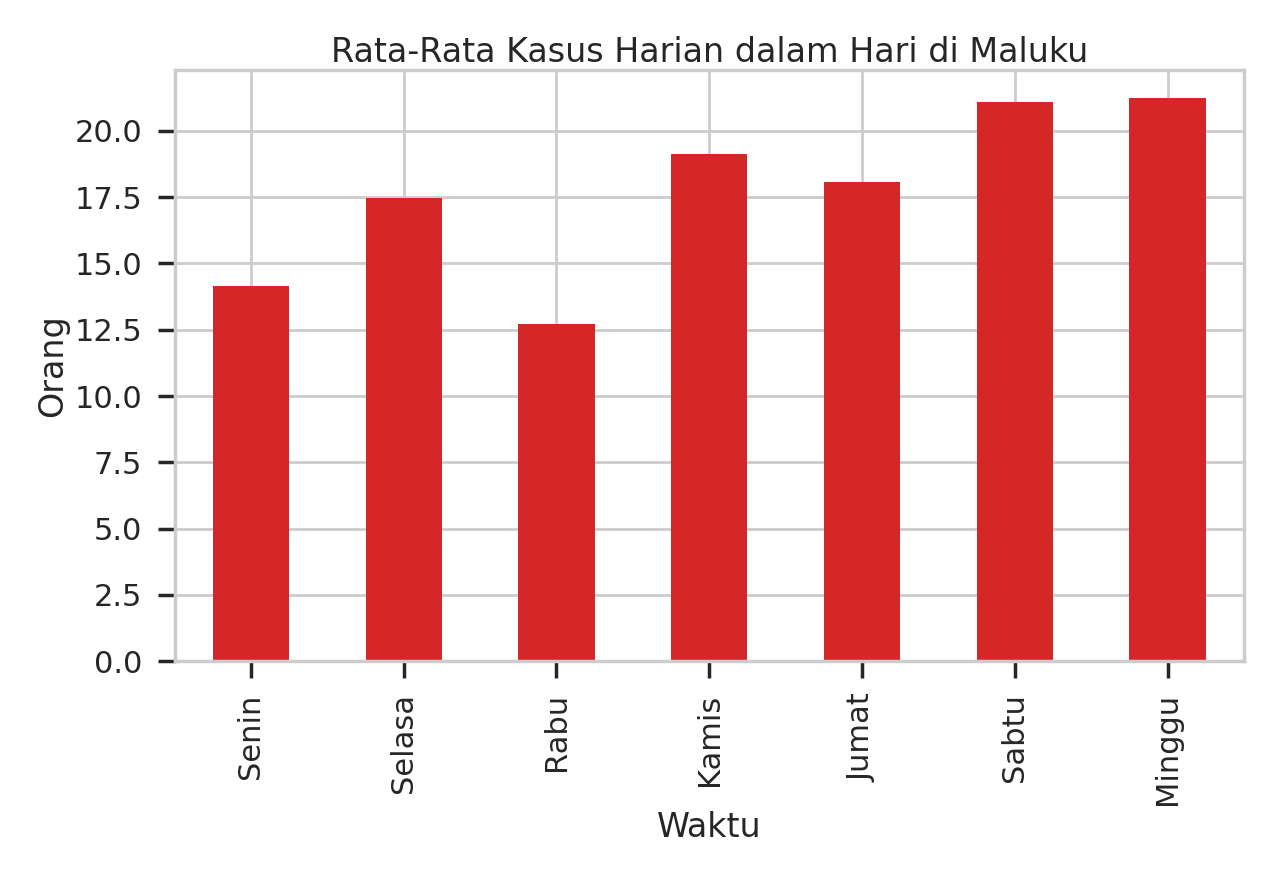 Rata-Rata Kasus Harian dalam Hari di Maluku
Orang
20.0
17.5
15.0
12.5
10.0
7.5
5.0
2.5
0.0
Senin
Selasa
Rabu
Kamis
Jumat
Sabtu
Minggu
Waktu